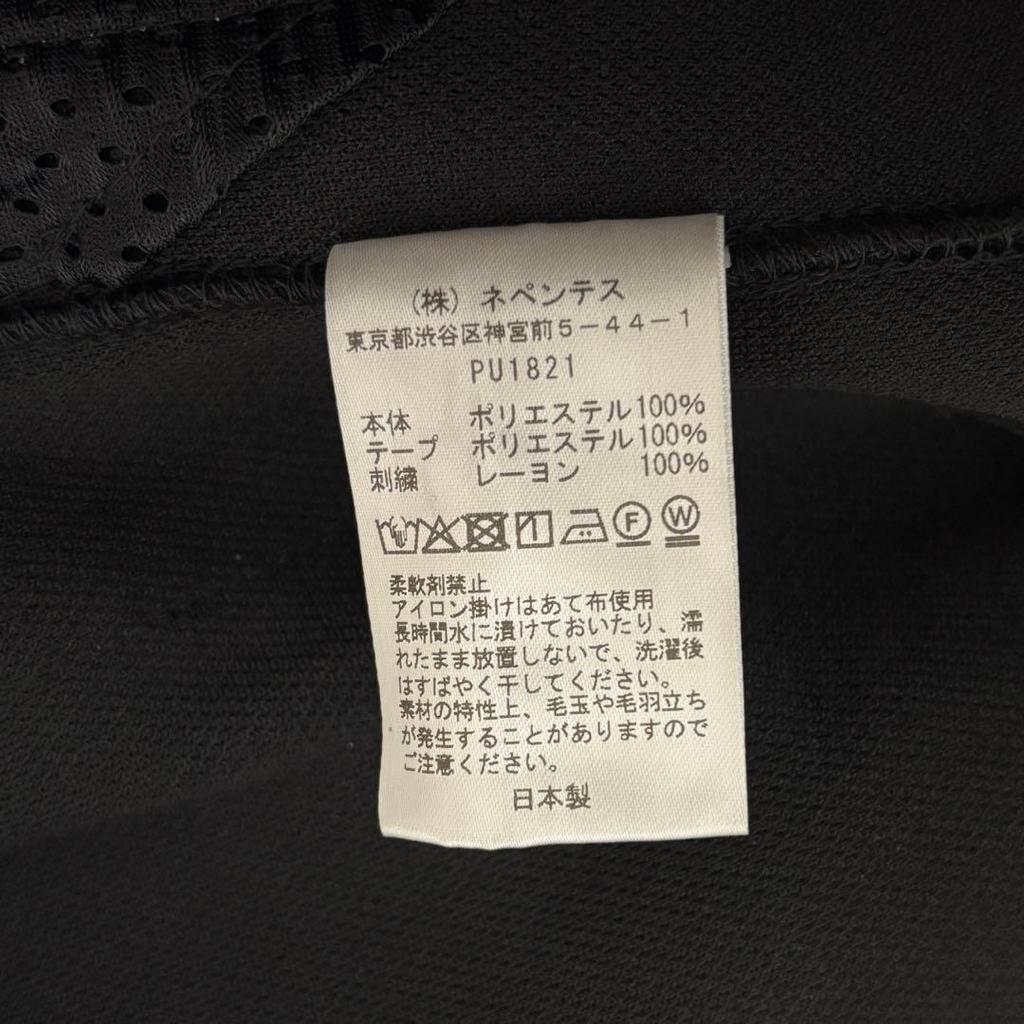 (株) ネペンテス
東京都渋谷区神宮前5-44-1
PU1821
本体 ポリエステル100%
テープ ポリエステル100%
刺繍 レーヨン 100%
F W
柔軟剤禁止
アイロン掛けはあて布使用
長時間水に漬けておいたり、濡
れたまま放置しないで、洗濯後
はすばやく干してください。
素材の特性上、毛玉や毛羽立ち
が発生することがありますので
ご注意ください。
日本製